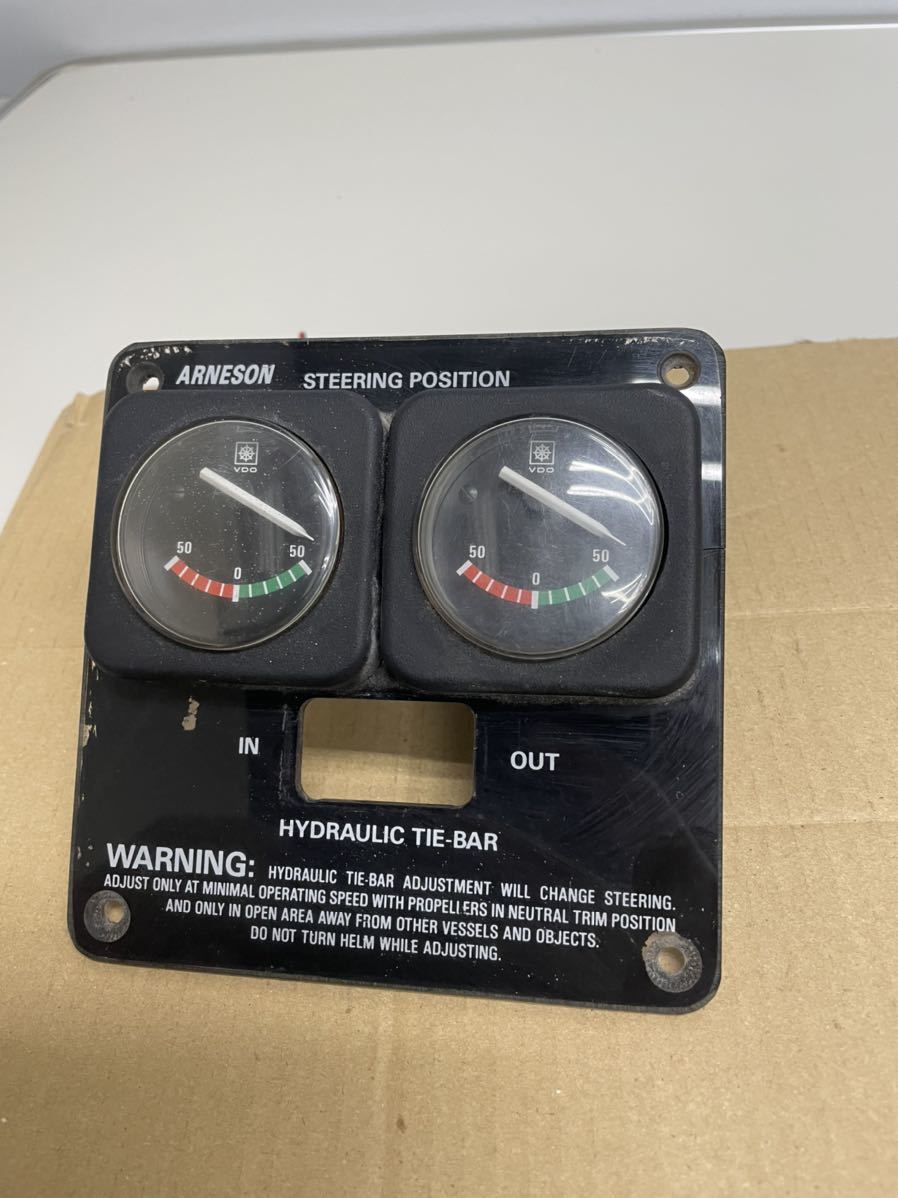 ARNESON STEERING POSITION
VDO VDO
50 0 50 50 0 50
IN OUT
HYDRAULIC TIE-BAR
WARNING: HYDRAULIC TIE-BAR ADJUSTMENT WILL CHANGE STEERING.
ADJUST ONLY AT MINIMAL OPERATING SPEED WITH PROPELLERS IN NEUTRAL TRIM POSITION
AND ONLY IN OPEN AREA AWAY FROM OTHER VESSELS AND OBJECTS.
DO NOT TURN HELM WHILE ADJUSTING.